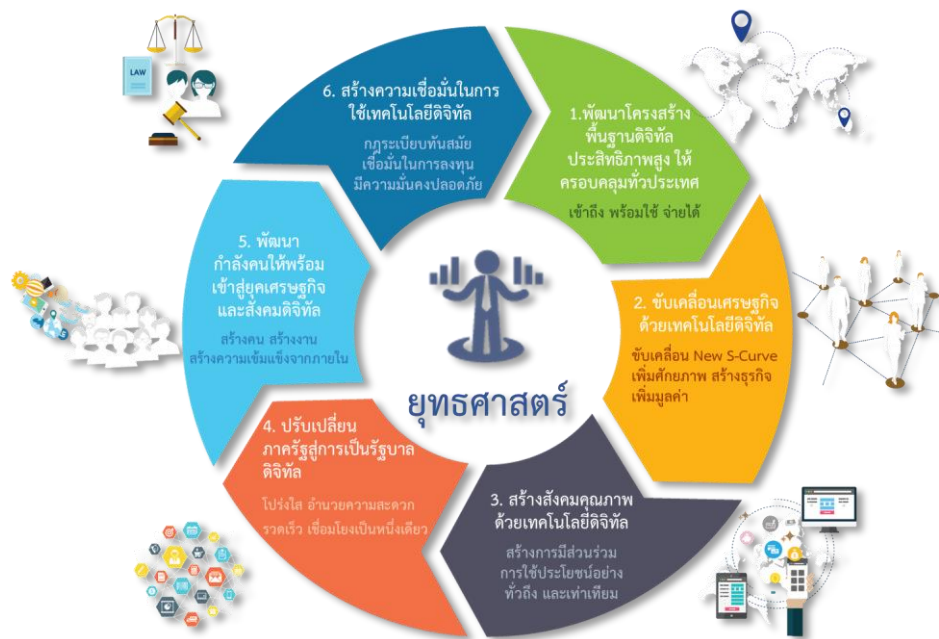 1.พัฒนาโครงสร้าง
พื้นฐานดิจิทัล
ประสิทธิภาพสูง ให้
ครอบคลุมทั่วประเทศ
เข้าถึง พร้อมใช้ จ่ายได้
2. ขับเคลื่อนเศรษฐกิจ
ด้วยเทคโนโลยีดิจิทัล
ขับเคลื่อน New S-Curve
เพิ่มศักยภาพ สร้างธุรกิจ
เพิ่มมูลค่า
3. สร้างสังคมคุณภาพ
ด้วยเทคโนโลยีดิจิทัล
สร้างการมีส่วนร่วม
การใช้ประโยชน์อย่าง
ทั่วถึง และเท่าเทียม
4. ปรับเปลี่ยน
ภาครัฐสู่การเป็นรัฐบาล
ดิจิทัล
โปร่งใส อำนวยความสะดวก
รวดเร็ว เชื่อมโยงเป็นหนึ่งเดียว
5. พัฒนา
กำลังคนให้พร้อม
เข้าสู่ยุคเศรษฐกิจ
และสังคมดิจิทัล
สร้างคน สร้างงาน
สร้างความเข้มแข็งจากภายใน
6. สร้างความเชื่อมั่นในการ
ใช้เทคโนโลยีดิจิทัล
กฎระเบียบทันสมัย
เชื่อมั่นในการลงทุน
มีความมั่นคงปลอดภัย
ยุทธศาสตร์
LAW